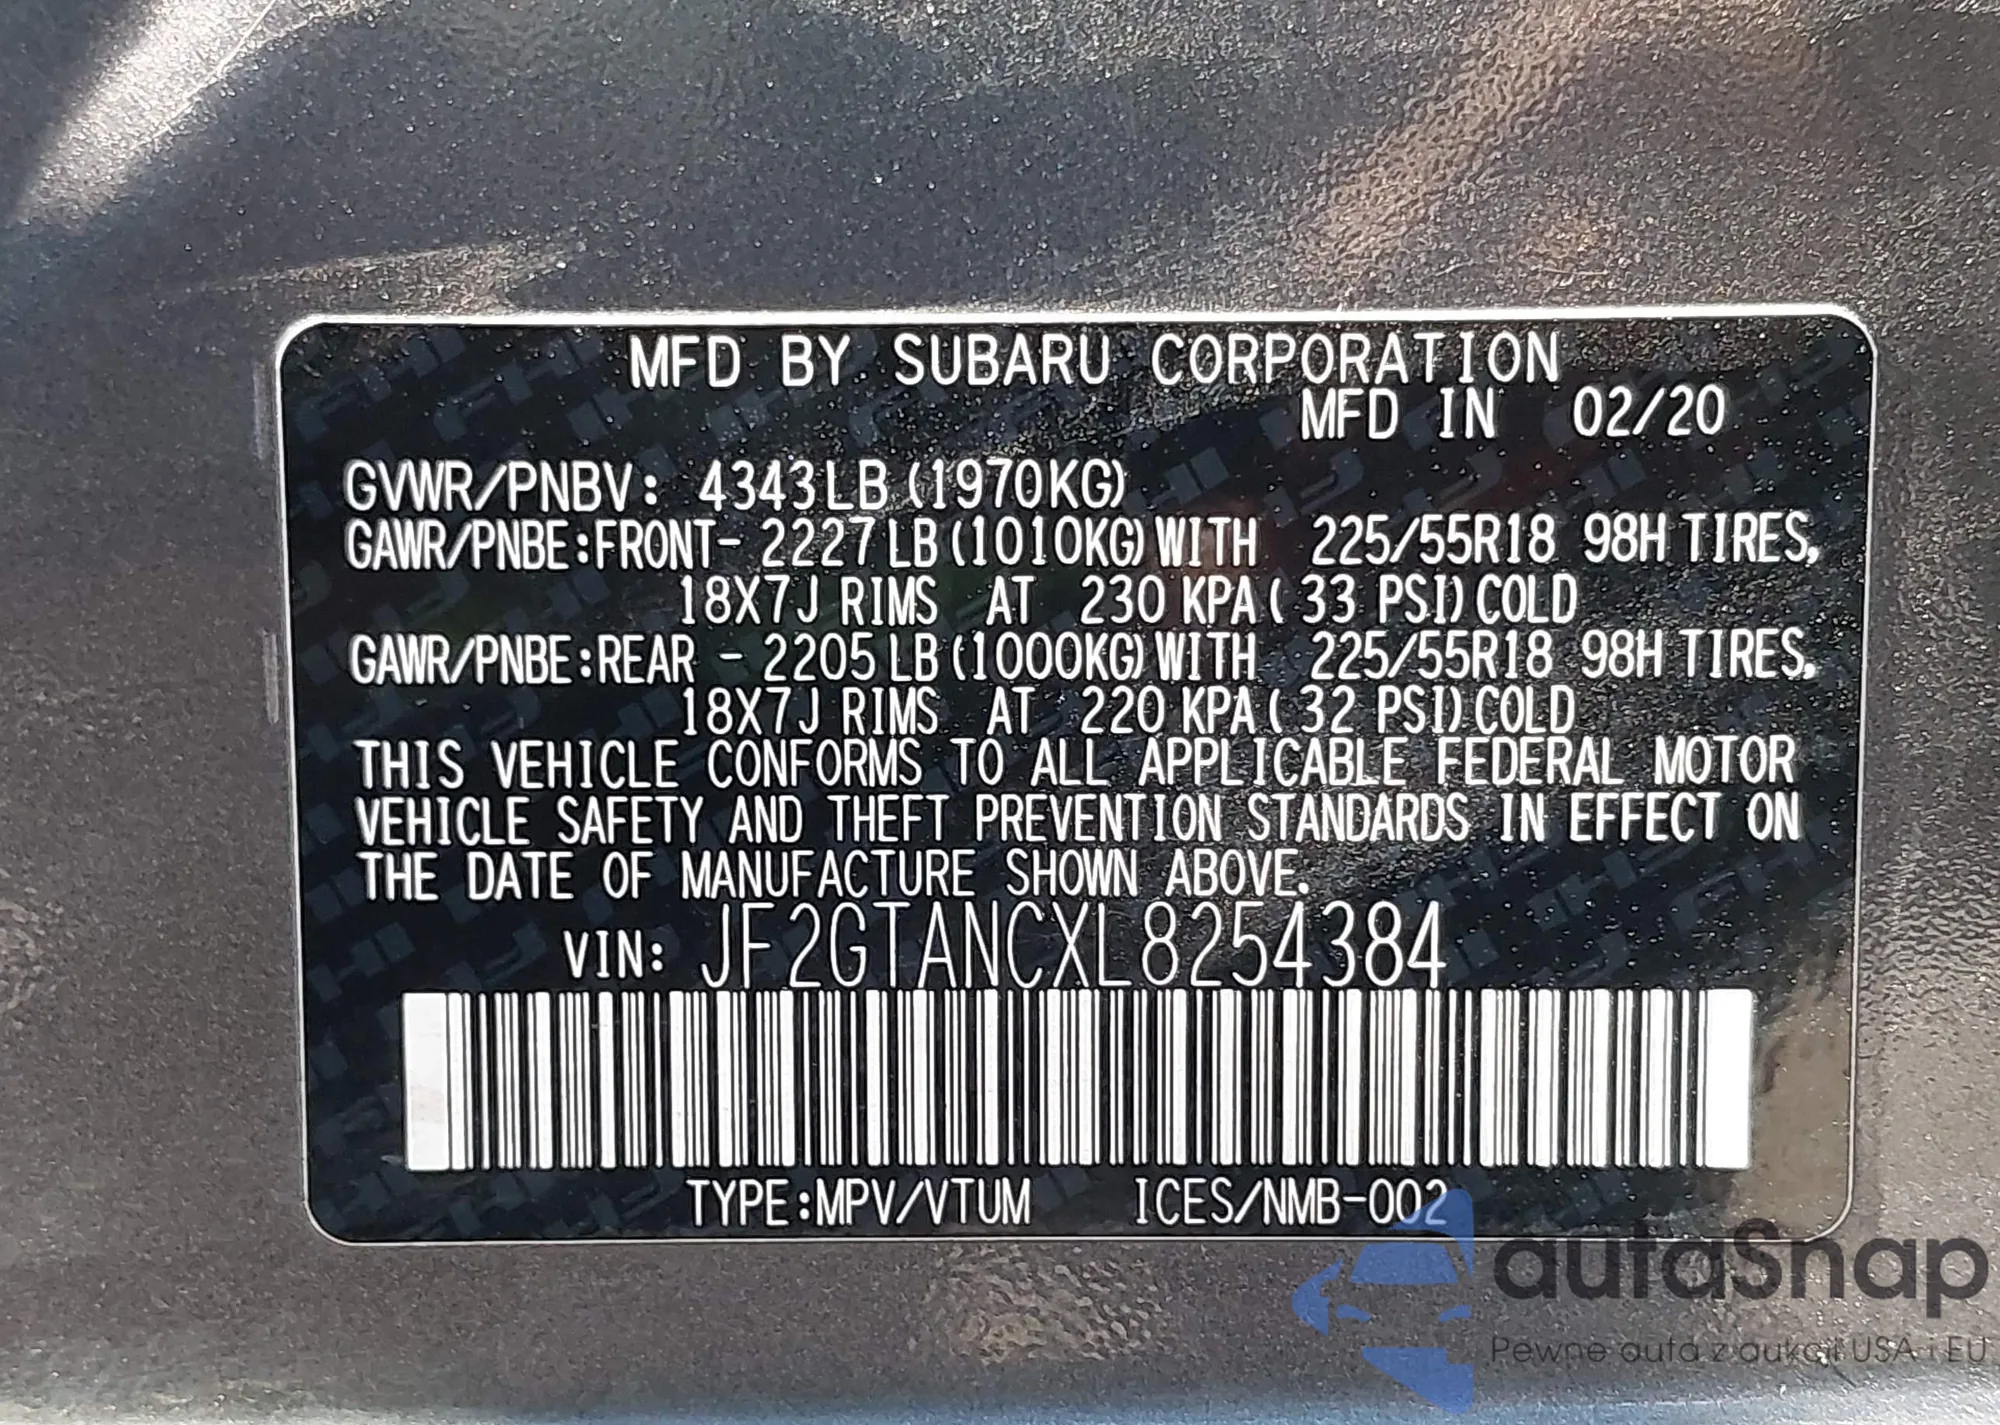 MFD BY SUBARU CORPORATION
MFD IN 02/20
GVWR/PNBV: 4343LB(1970KG)
GAWR/PNBE:FRONT- 2227LB(1010KG)WITH 225/55R18 98H TIRES,
18X7J RIMS AT 230 KPA( 33 PSI)COLD
GAWR/PNBE:REAR - 2205LB(1000KG)WITH 225/55R18 98H TIRES,
18X7J RIMS AT 220 KPA( 32 PSI)COLD
THIS VEHICLE CONFORMS TO ALL APPLICABLE FEDERAL MOTOR
VEHICLE SAFETY AND THEFT PREVENTION STANDARDS IN EFFECT ON
THE DATE OF MANUFACTURE SHOWN ABOVE.
VIN: JF2GTANCXL8254384
TYPE:MPV/VTUM ICES/NMB-002
autaSnap
Pewne auta z aukcji USA i EU